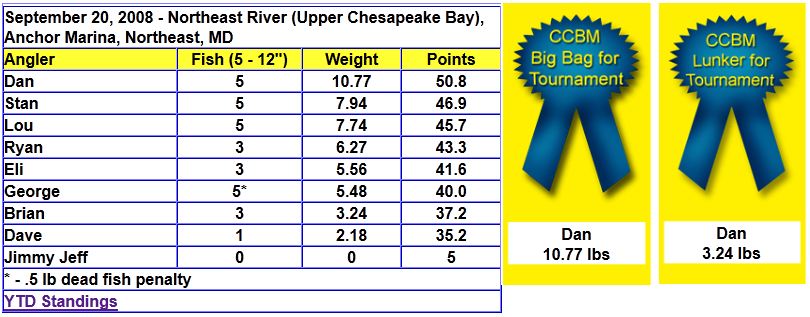 September 20, 2008 - Northeast River (Upper Chesapeake Bay),
Anchor Marina, Northeast, MD
Angler Fish (5 - 12") Weight Points
Dan 5 10.77 50.8
Stan 5 7.94 46.9
Lou 5 7.74 45.7
Ryan 3 6.27 43.3
Eli 3 5.56 41.6
George 5* 5.48 40.0
Brian 3 3.24 37.2
Dave 1 2.18 35.2
Jimmy Jeff 0 0 5
* - .5 lb dead fish penalty
YTD Standings
CCBM
Big Bag for
Tournament
Dan
10.77 lbs
CCBM
Lunker for
Tournament
Dan
3.24 lbs